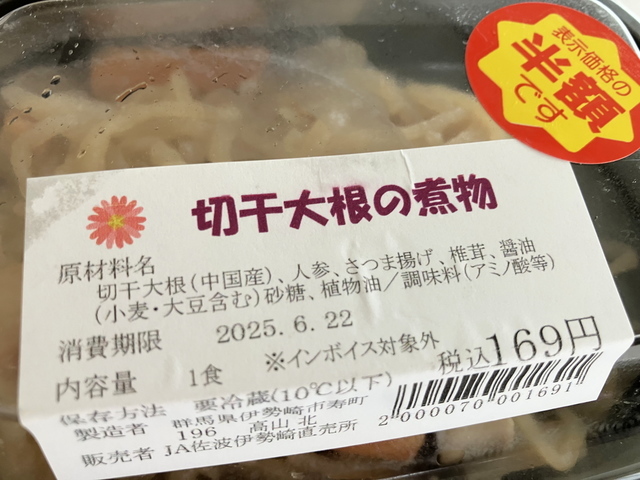 表示価格の
半額
です
切干大根の煮物
原材料名
切干大根(中国産)、人参、さつま揚げ、椎茸、醤油
(小麦・大豆含む)砂糖、植物油/調味料(アミノ酸等)
消費期限 2025.6.22
※インボイス対象外
内容量 1食 税込169円
保存方法 要冷蔵(10℃以下)
製造者 群馬県伊勢崎市寿町
196 高山 北
販売者 JA佐波伊勢崎直売所
2000070001691